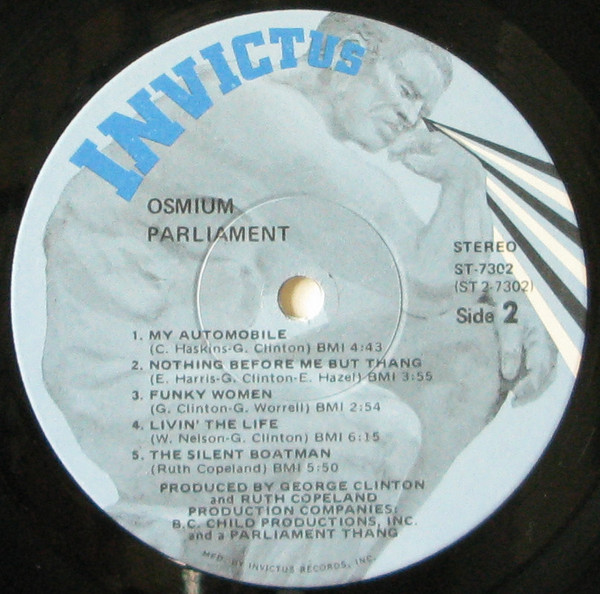 INVICTUS
OSMIUM
PARLIAMENT
STEREO
ST-7302
(ST 2-7302)
Side 2
1. MY AUTOMOBILE
(C. Haskins-G. Clinton) BMI 4:43
2. NOTHING BEFORE ME BUT THANG
(E. Harris-G. Clinton-E. Hazel) BMI 3:55
3. FUNKY WOMEN
(G. Clinton-G. Worrell) BMI 2:54
4. LIVIN' THE LIFE
(W. Nelson-G. Clinton) BMI 6:15
5. THE SILENT BOATMAN
(Ruth Copeland) BMI 5:50
PRODUCED BY GEORGE CLINTON
and RUTH COPELAND
PRODUCTION COMPANIES:
B.C. CHILD PRODUCTIONS, INC.
and a PARLIAMENT THANG
MFD. BY INVICTUS RECORDS, INC.